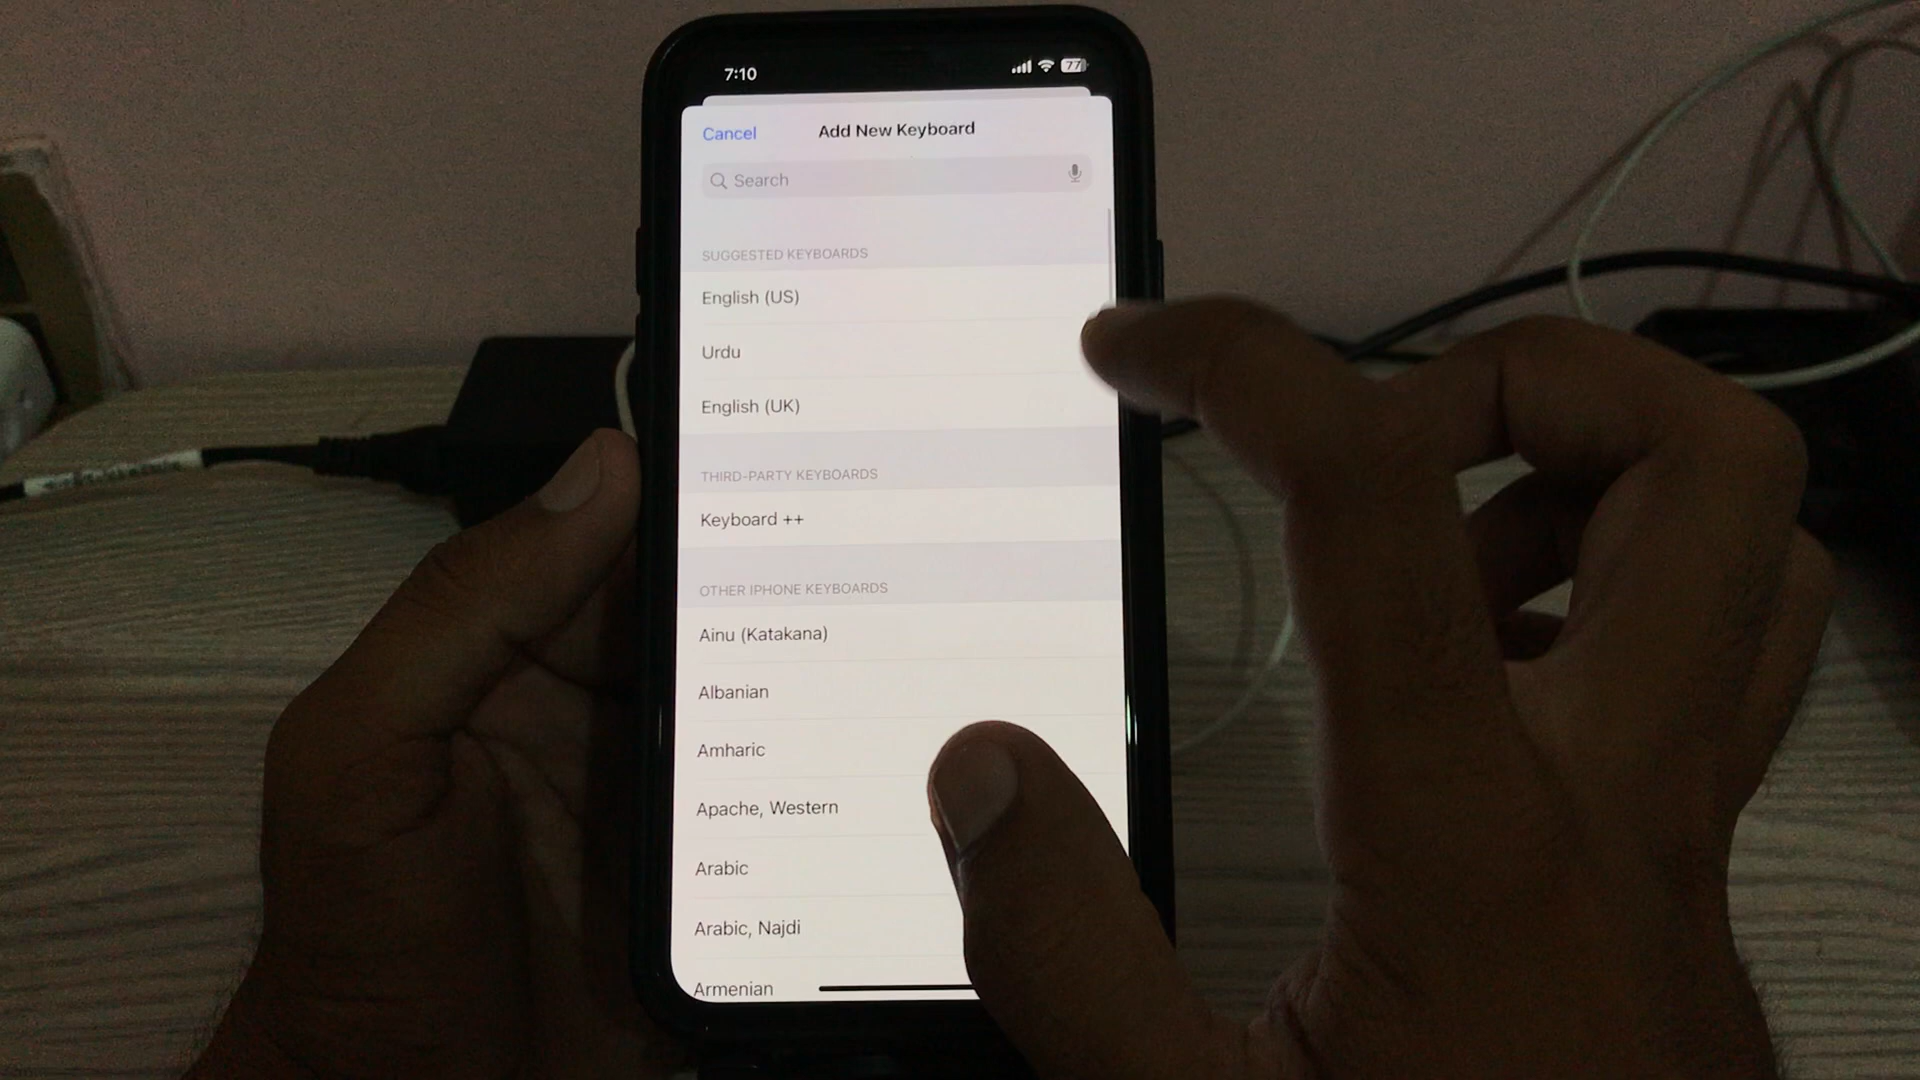 7:10
77
Cancel
Add New Keyboard
Search
SUGGESTED KEYBOARDS
English (US)
Urdu
English (UK)
THIRD-PARTY KEYBOARDS
Keyboard ++
OTHER IPHONE KEYBOARDS
Ainu (Katakana)
Albanian
Amharic
Apache, Western
Arabic
Arabic, Najdi
Armenian